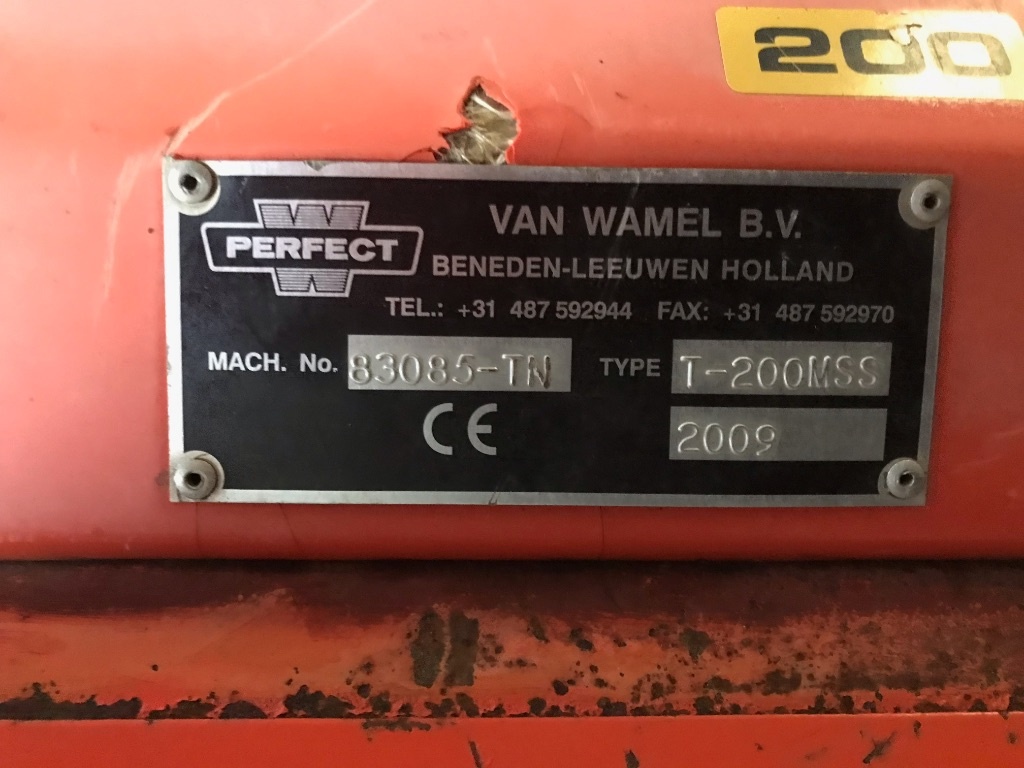 200
VAN WAMEL B.V.
W
PERFECT
W
BENEDEN-LEEUWEN HOLLAND
TEL.: +31 487 592944 FAX: +31 487 592970
MACH. No. 83085-TN TYPE T-200MSS
CE 2009